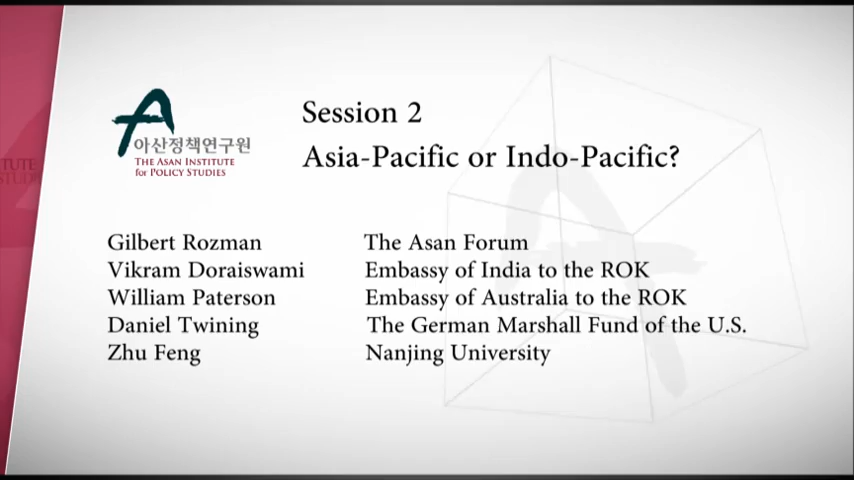 Session 2
Asia-Pacific or Indo-Pacific?
아산정책연구원
THE ASAN INSTITUTE
for POLICY STUDIES
Gilbert Rozman The Asan Forum
Vikram Doraiswami Embassy of India to the ROK
William Paterson Embassy of Australia to the ROK
Daniel Twining The German Marshall Fund of the U.S.
Zhu Feng Nanjing University